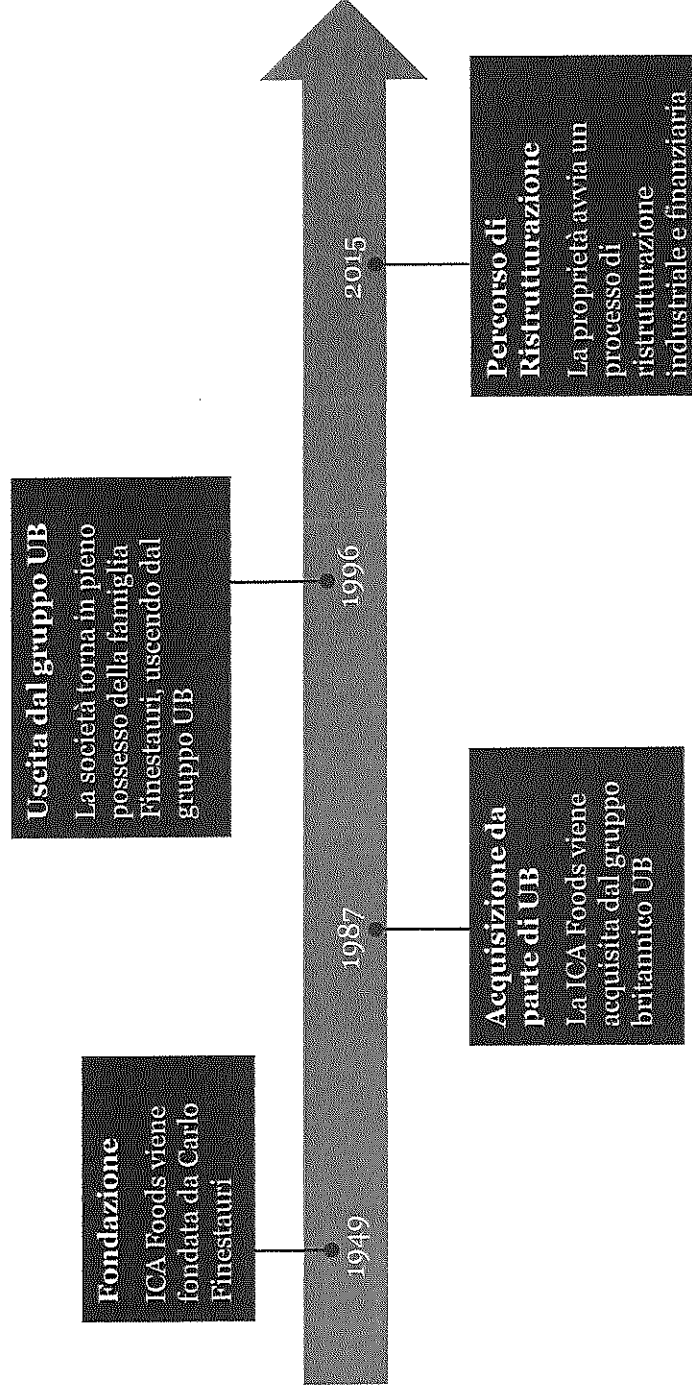 Fondazione
ICA Foods viene
fondata da Carlo
Finestauri
1949
Acquisizione da
parte di UB
La ICA Foods viene
acquisita dal gruppo
britannico UB
1987
Uscita dal gruppo UB
La società torna in pieno
possesso della famiglia
Finestauri, uscendo dal
gruppo UB
1996
Percorso di
Ristrutturazione
La proprietà avvia un
processo di
ristrutturazione
industriale e finanziaria
2015